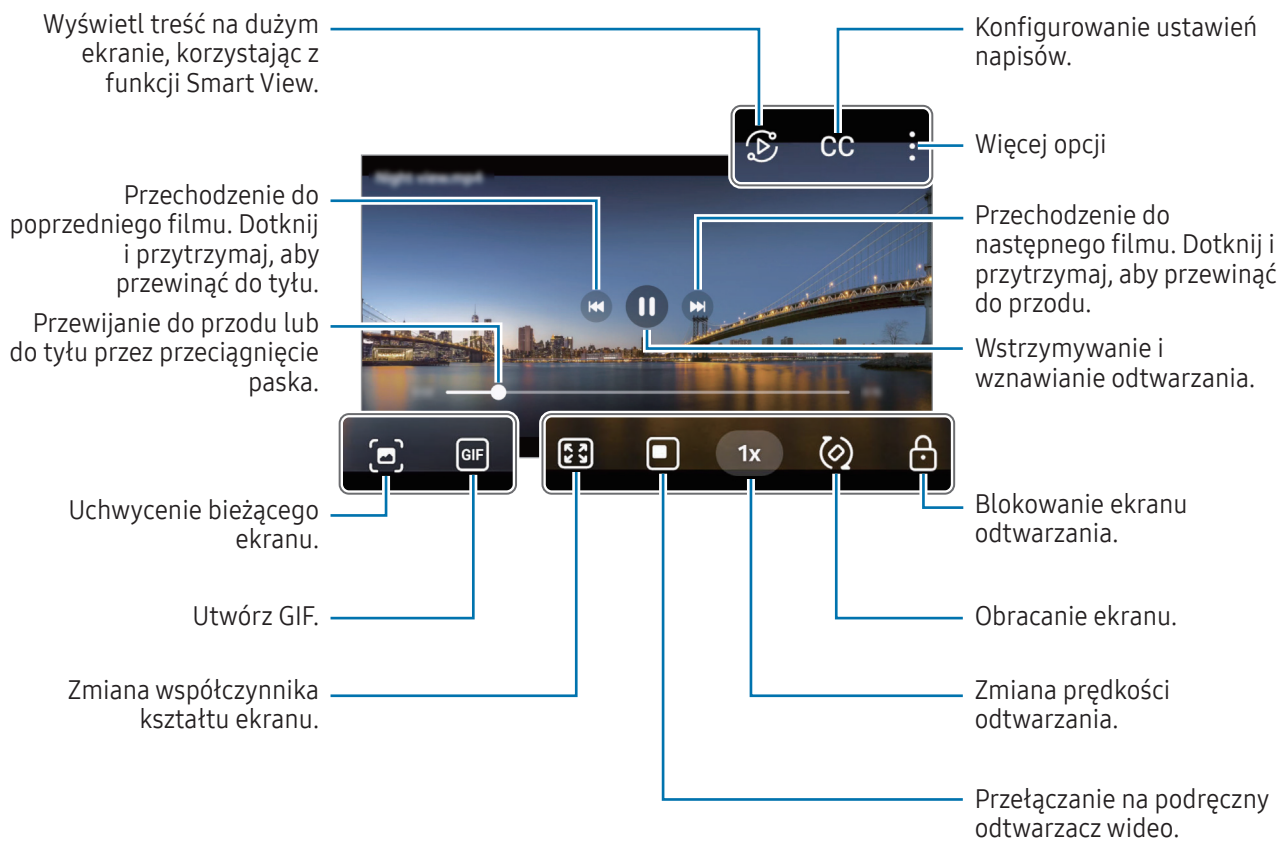 Wyświetl treść na dużym
ekranie, korzystając z
funkcji Smart View.
Konfigurowanie ustawień
napisów.
CC
Więcej opcji
Night view.mp4
Przechodzenie do
poprzedniego filmu. Dotknij
i przytrzymaj, aby
przewinąć do tyłu.
Przechodzenie do
następnego filmu. Dotknij i
przytrzymaj, aby przewinąć
do przodu.
Przewijanie do przodu lub
do tyłu przez przeciągnięcie
paska.
Wstrzymywanie i
wznawianie odtwarzania.
GIF
1x
Uchwycenie bieżącego
ekranu.
Blokowanie ekranu
odtwarzania.
Utwórz GIF.
Obracanie ekranu.
Zmiana współczynnika
kształtu ekranu.
Zmiana prędkości
odtwarzania.
Przełączanie na podręczny
odtwarzacz wideo.